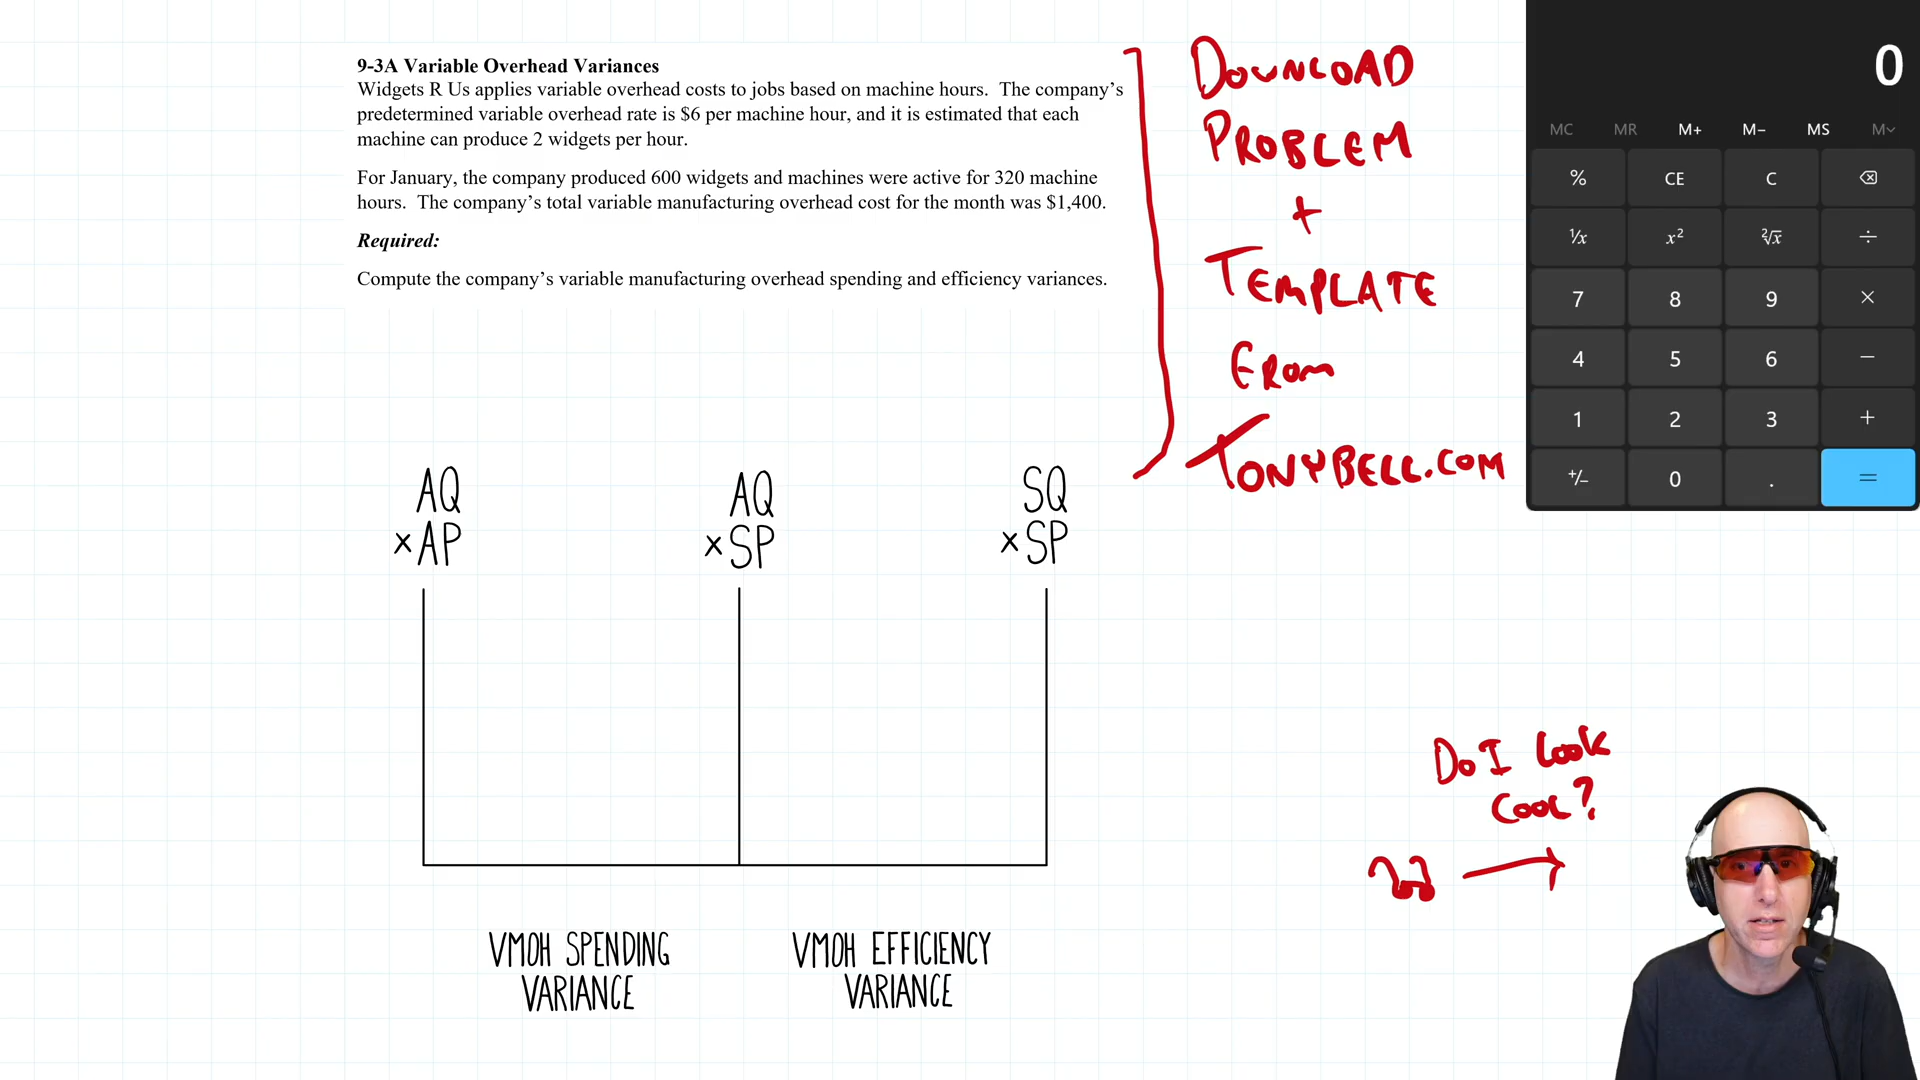 9-3A Variable Overhead Variances
Widgets R Us applies variable overhead costs to jobs based on machine hours. The company's
predetermined variable overhead rate is $6 per machine hour, and it is estimated that each
machine can produce 2 widgets per hour.
For January, the company produced 600 widgets and machines were active for 320 machine
hours. The company's total variable manufacturing overhead cost for the month was $1,400.
Required:
Compute the company's variable manufacturing overhead spending and efficiency variances.
DOWNLOAD
PROBLEM
+
TEMPLATE
FROM
TONYBELL.COM
0
MC MR M+ M− MS M˅
% CE C ⌫
1/x x² ²√x ÷
7 8 9 ×
4 5 6 −
1 2 3 +
+/− 0 . =
AQ
×AP
AQ
×SP
SQ
×SP
VMOH SPENDING
VARIANCE
VMOH EFFICIENCY
VARIANCE
Do I Look
Cool?